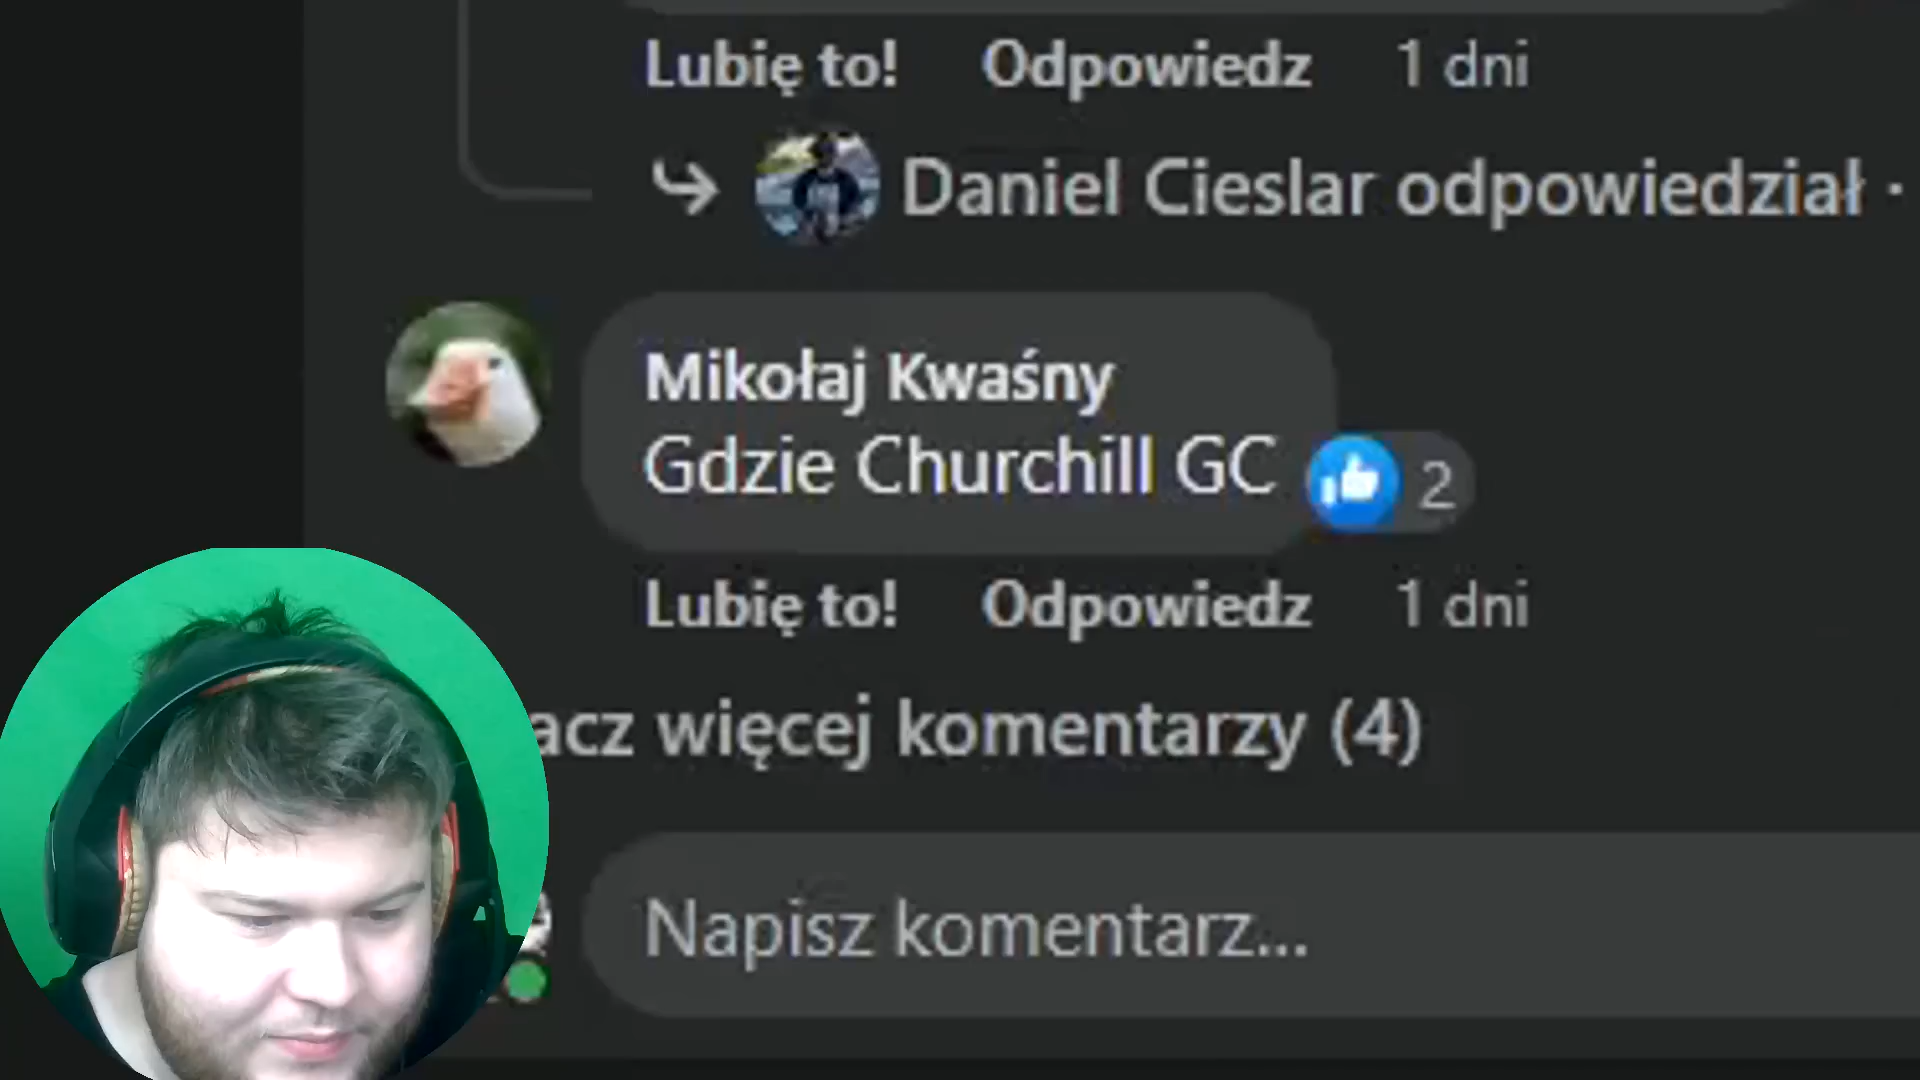 Lubię to! Odpowiedz 1 dni
Daniel Cieslar odpowiedział ·
Mikołaj Kwaśny
Gdzie Churchill GC
2
Lubię to! Odpowiedz 1 dni
acz więcej komentarzy (4)
Napisz komentarz...